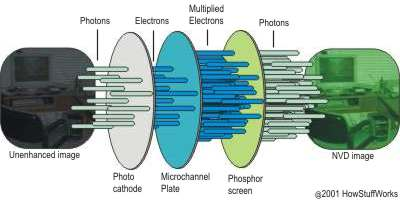 Photons
Electrons
Multiplied
Electrons
Photons
Unenhanced image
Photo
cathode
Microchannel
Plate
Phosphor
screen
NVD image
@2001 HowStuffWorks